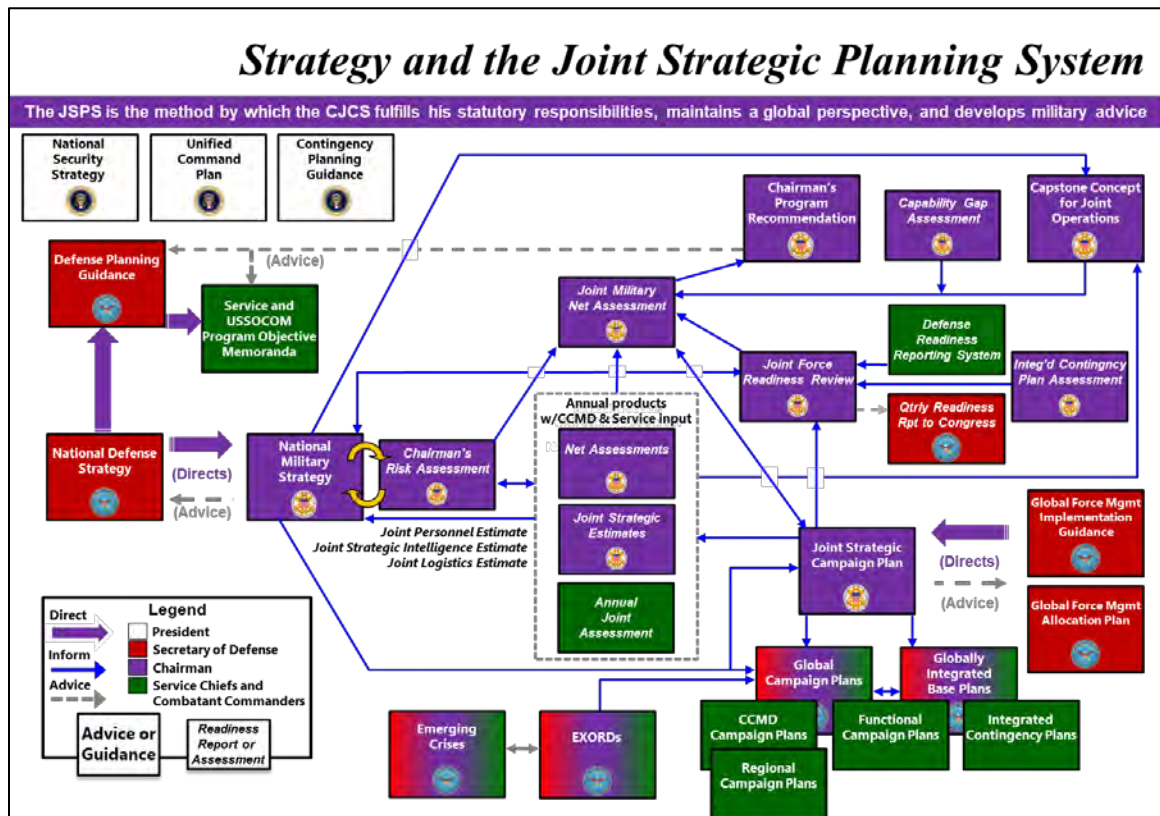 Strategy and the Joint Strategic Planning System
The JSPS is the method by which the CJCS fulfills his statutory responsibilities, maintains a global perspective, and develops military advice
National
Security
Strategy
Unified
Command
Plan
Contingency
Planning
Guidance
Chairman's
Program
Recommendation
Capability Gap
Assessment
Capstone Concept
for Joint
Operations
Defense Planning
Guidance
(Advice)
Service and
USSOCOM
Program Objective
Memoranda
Joint Military
Net Assessment
Defense
Readiness
Reporting System
Joint Force
Readiness Review
Integ'd Contingncy
Plan Assessment
Qtrly Readiness
Rpt to Congress
Annual products
w/CCMD & Service input
National Defense
Strategy
(Directs)
(Advice)
National
Military
Strategy
Chairman's
Risk Assessment
Net Assessments
Joint Strategic
Estimates
Annual
Joint
Assessment
Joint Personnel Estimate
Joint Strategic Intelligence Estimate
Joint Logistics Estimate
Joint Strategic
Campaign Plan
(Directs)
(Advice)
Global Force Mgmt
Implementation
Guidance
Global Force Mgmt
Allocation Plan
Legend
Direct
Inform
Advice
President
Secretary of Defense
Chairman
Service Chiefs and
Combatant Commanders
Advice or
Guidance
Readiness
Report or
Assessment
Emerging
Crises
EXORDs
Global
Campaign Plans
Globally
Integrated
Base Plans
CCMD
Campaign Plans
Functional
Campaign Plans
Integrated
Contingency Plans
Regional
Campaign Plans